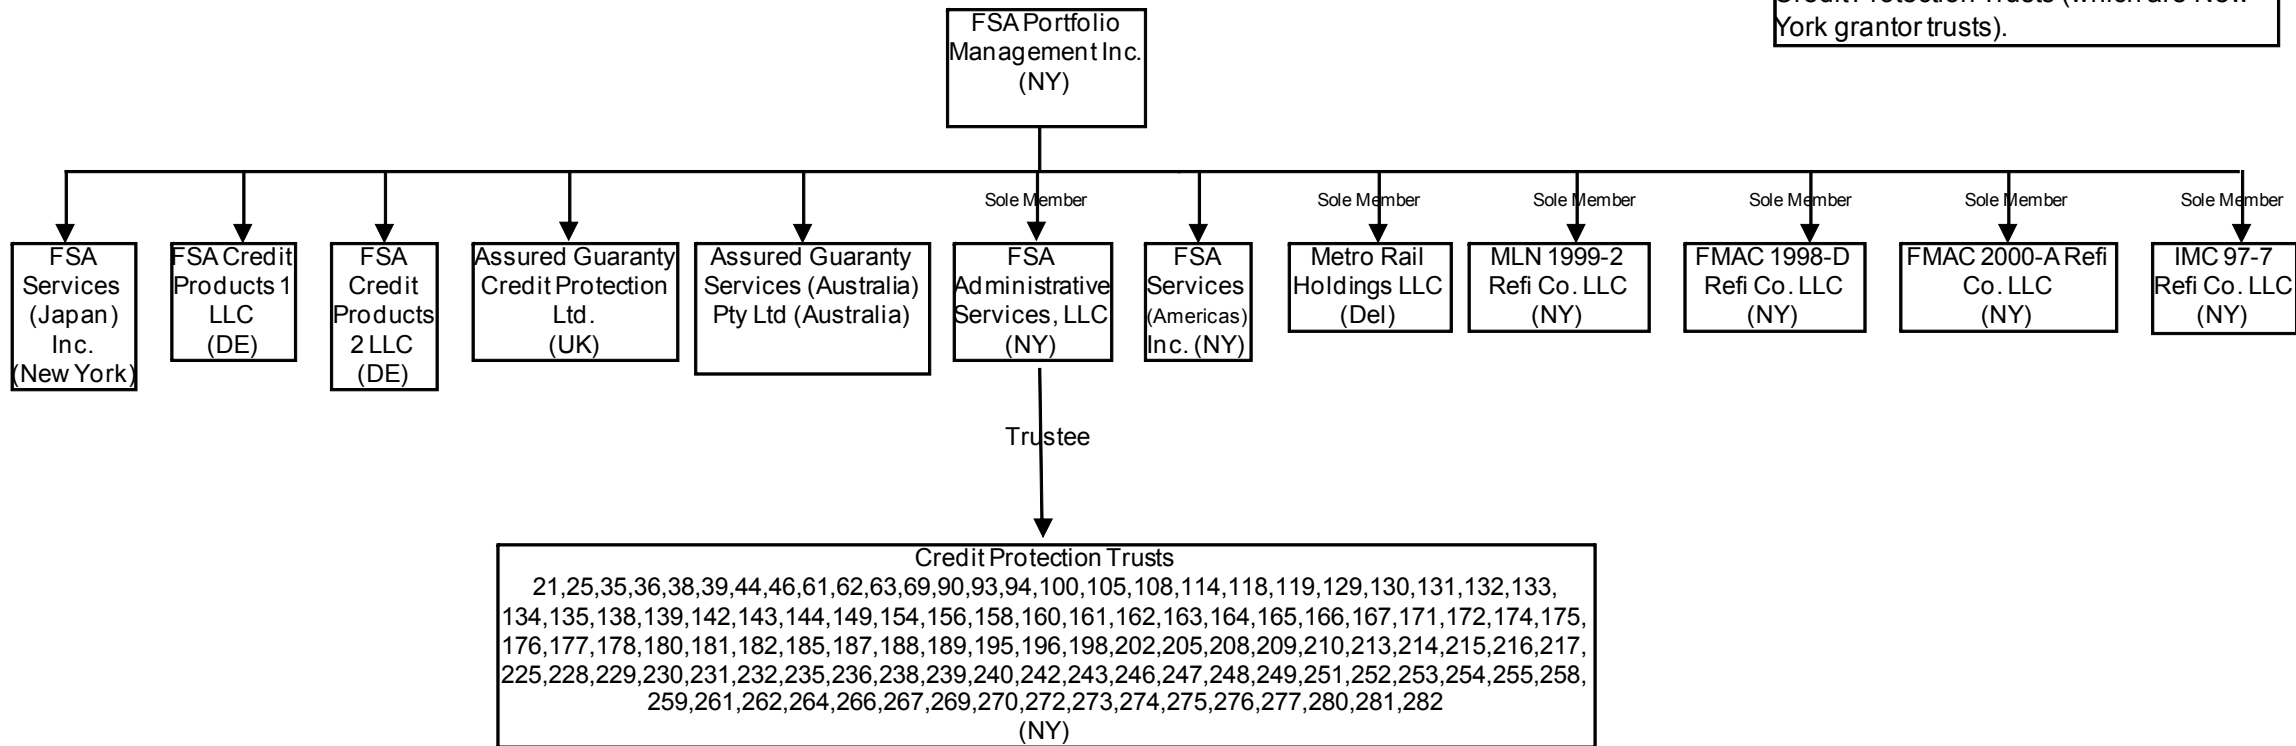 Credit Protection Trusts (which are New
York grantor trusts).
FSA Portfolio
Management Inc.
(NY)
Sole Member
Sole Member
Sole Member
Sole Member
Sole Member
Sole Member
FSA
Services
(Japan)
Inc.
(New York)
FSA Credit
Products 1
LLC
(DE)
FSA
Credit
Products
2 LLC
(DE)
Assured Guaranty
Credit Protection
Ltd.
(UK)
Assured Guaranty
Services (Australia)
Pty Ltd (Australia)
FSA
Administrative
Services, LLC
(NY)
FSA
Services
(Americas)
Inc. (NY)
Metro Rail
Holdings LLC
(Del)
MLN 1999-2
Refi Co. LLC
(NY)
FMAC 1998-D
Refi Co. LLC
(NY)
FMAC 2000-A Refi
Co. LLC
(NY)
IMC 97-7
Refi Co. LLC
(NY)
Trustee
Credit Protection Trusts
21,25,35,36,38,39,44,46,61,62,63,69,90,93,94,100,105,108,114,118,119,129,130,131,132,133,
134,135,138,139,142,143,144,149,154,156,158,160,161,162,163,164,165,166,167,171,172,174,175,
176,177,178,180,181,182,185,187,188,189,195,196,198,202,205,208,209,210,213,214,215,216,217,
225,228,229,230,231,232,235,236,238,239,240,242,243,246,247,248,249,251,252,253,254,255,258,
259,261,262,264,266,267,269,270,272,273,274,275,276,277,280,281,282
(NY)